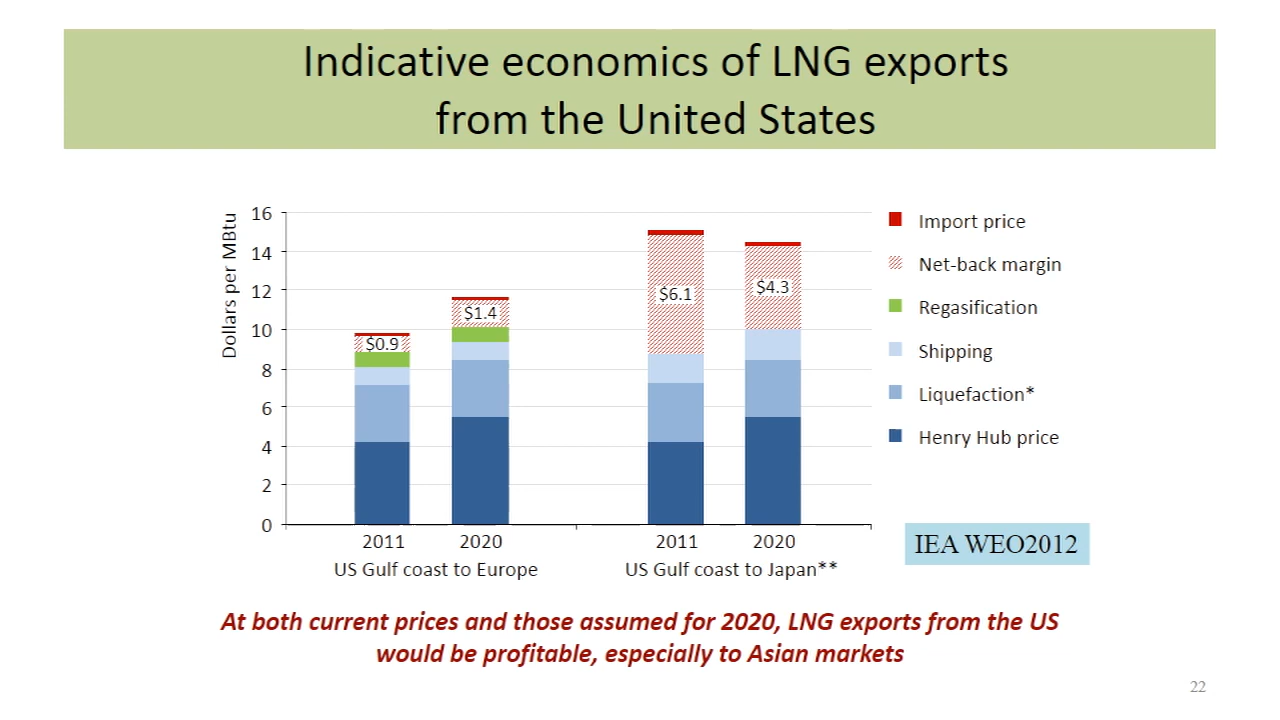 Indicative economics of LNG exports
from the United States
Dollars per MBtu
16
14
12
10
8
6
4
2
0
$0.9
$1.4
$6.1
$4.3
2011
2020
2011
2020
US Gulf coast to Europe
US Gulf coast to Japan**
Import price
Net-back margin
Regasification
Shipping
Liquefaction*
Henry Hub price
IEA WEO2012
At both current prices and those assumed for 2020, LNG exports from the US
would be profitable, especially to Asian markets
22